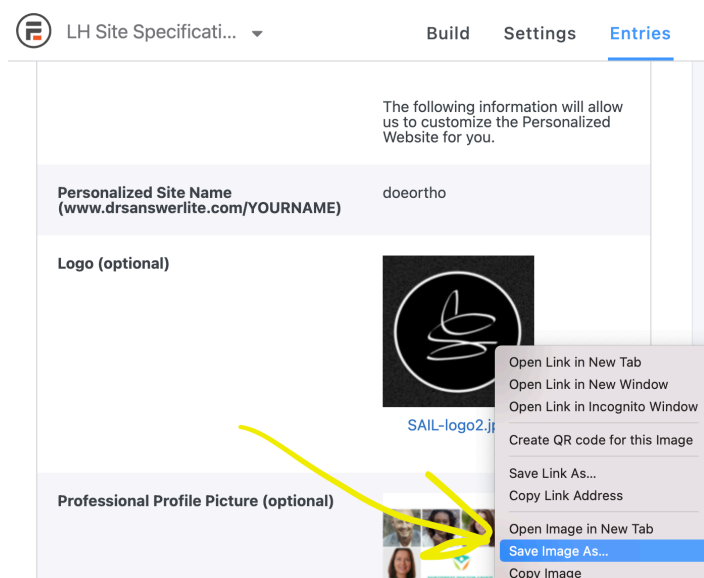 LH Site Specificati...
Build Settings Entries
The following information will allow
us to customize the Personalized
Website for you.
Personalized Site Name
(www.drsanswerlite.com/YOURNAME)
doeortho
Logo (optional)
SAIL-logo2.jp
Professional Profile Picture (optional)
Open Link in New Tab
Open Link in New Window
Open Link in Incognito Window
Create QR code for this Image
Save Link As...
Copy Link Address
Open Image in New Tab
Save Image As...
Copy Image